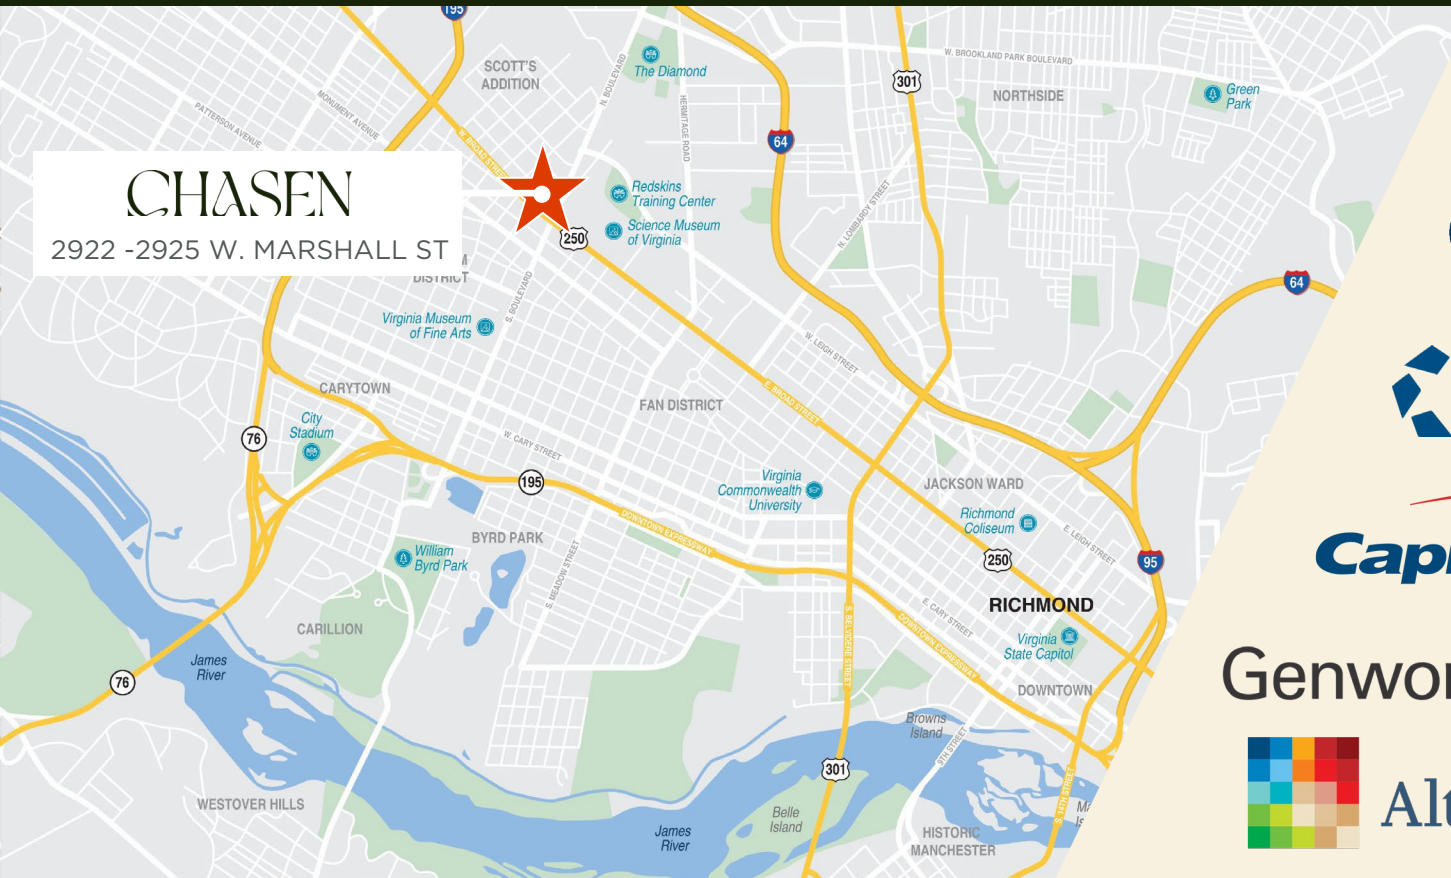 195
SCOTT'S
ADDITION
The Diamond
N. BOULEVARD
HERMITAGE ROAD
301
W. BROOKLAND PARK BOULEVARD
NORTHSIDE
Green
Park
PATTERSON AVENUE
MONUMENT AVENUE
W. BROAD STREET
64
CHASEN
2922 -2925 W. MARSHALL ST
Redskins
Training Center
Science Museum
of Virginia
250
N. LOMBARDY STREET
DISTRICT
S. BOULEVARD
64
Virginia Museum
of Fine Arts
W. LEIGH STREET
CARYTOWN
FAN DISTRICT
E. BROAD STREET
City
Stadium
76
W. CARY STREET
195
Virginia
Commonwealth
University
JACKSON WARD
Richmond
Coliseum
E. LEIGH STREET
DOWNTOWN EXPRESSWAY
BYRD PARK
William
Byrd Park
S. MEADOW STREET
250
95
RICHMOND
E. CARY STREET
S. BELVIDERE STREET
DOWNTOWN EXPRESSWAY
Virginia
State Capitol
CARILLION
James
River
76
DOWNTOWN
Browns
Island
9TH STREET
301
S. 14TH STREET
WESTOVER HILLS
James
River
Belle
Island
HISTORIC
MANCHESTER